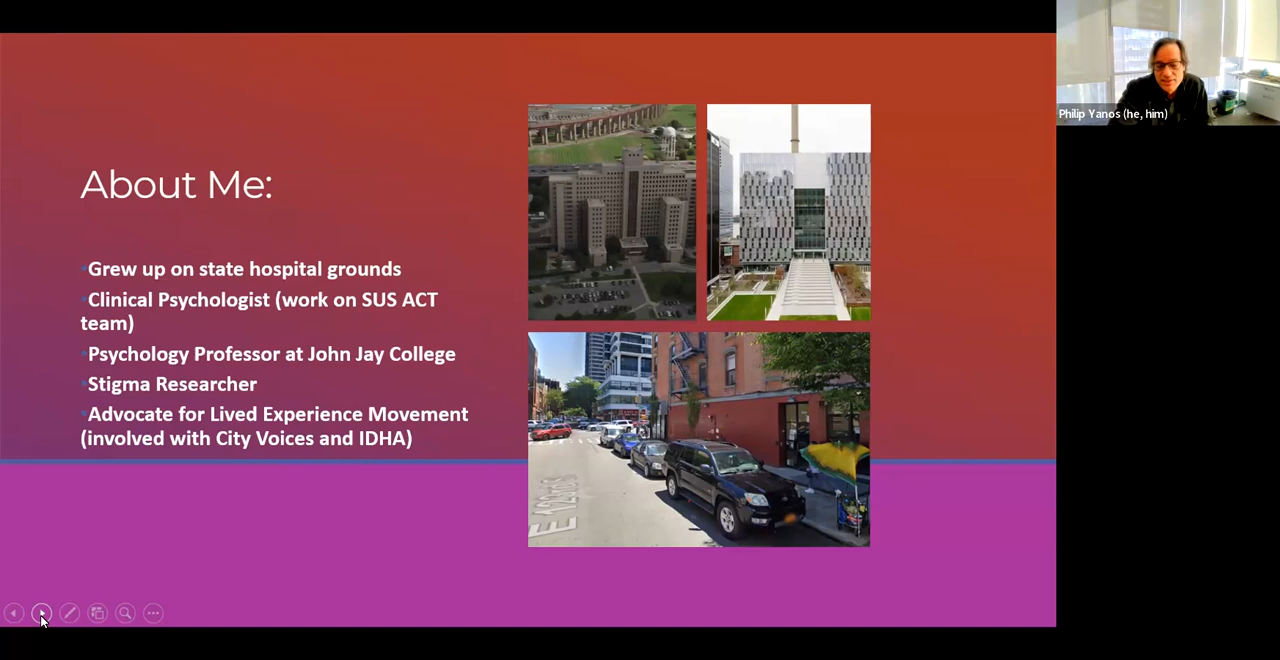 Philip Yanos (he, him)
About Me:
Grew up on state hospital grounds
Clinical Psychologist (work on SUS ACT
team)
Psychology Professor at John Jay College
Stigma Researcher
Advocate for Lived Experience Movement
(involved with City Voices and IDHA)